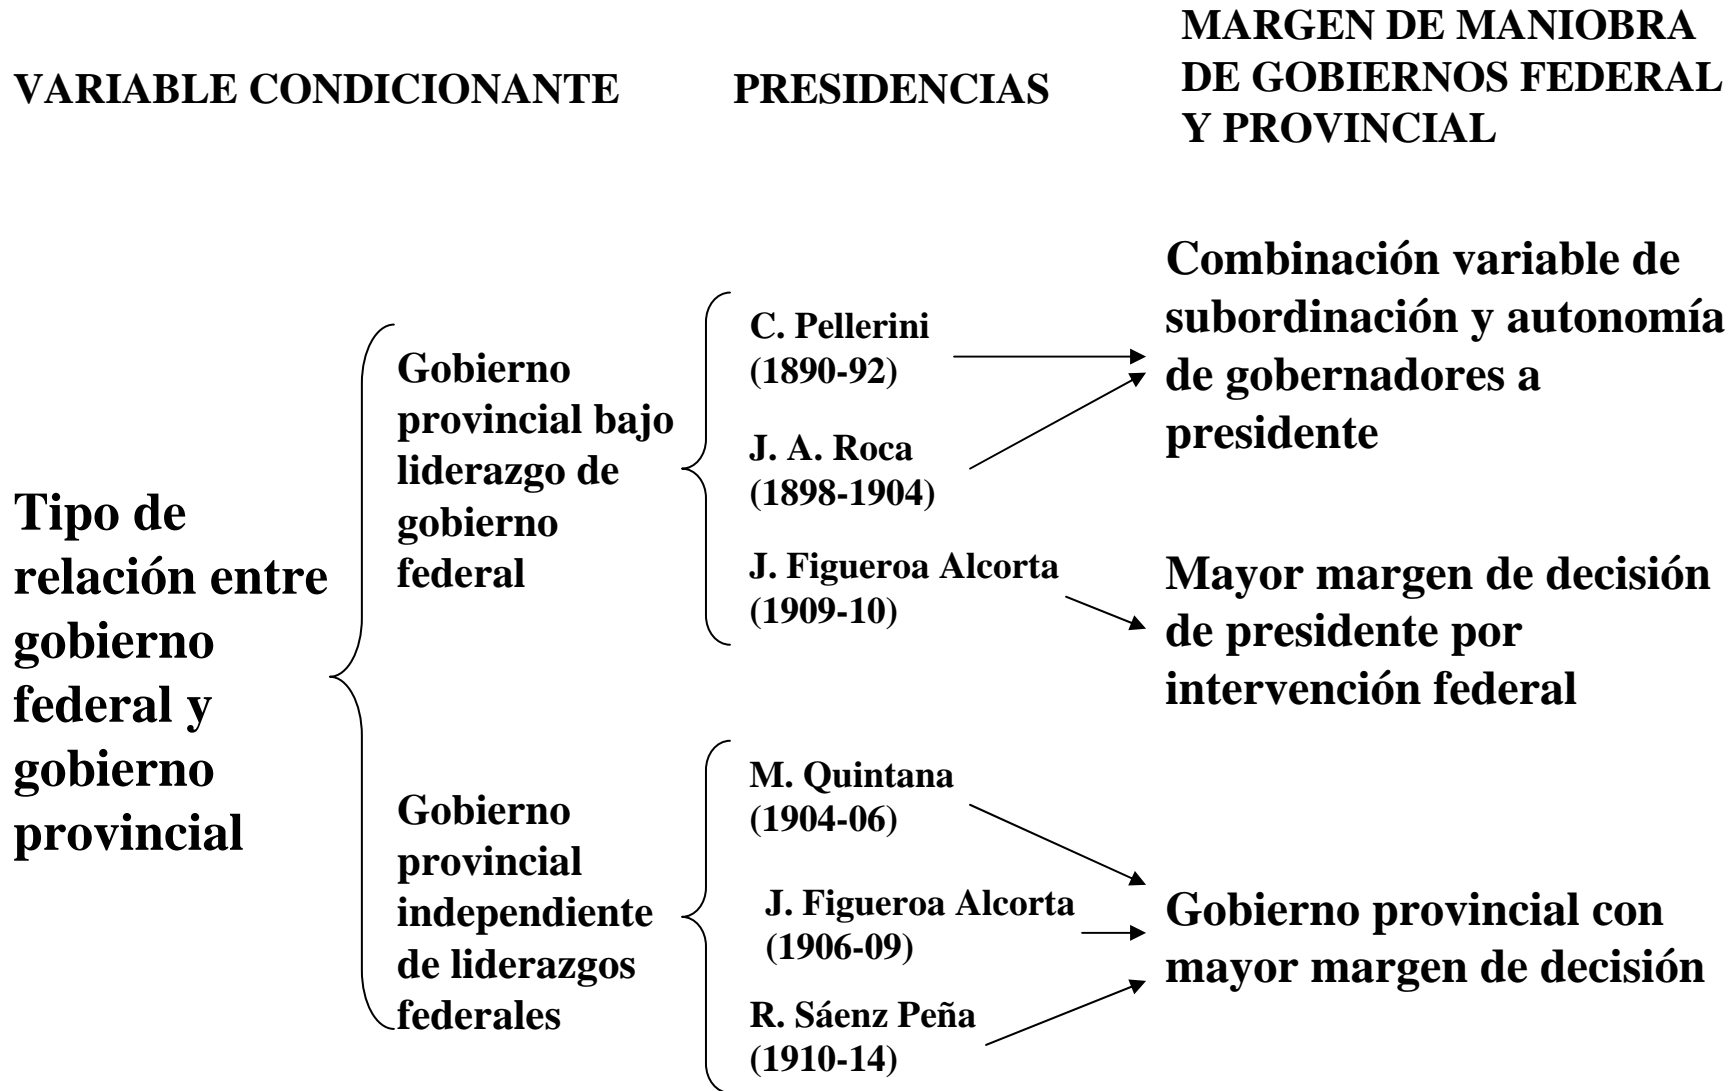 VARIABLE CONDICIONANTE
PRESIDENCIAS
MARGEN DE MANIOBRA
DE GOBIERNOS FEDERAL
Y PROVINCIAL
Tipo de
relación entre
gobierno
federal y
gobierno
provincial
Gobierno
provincial bajo
liderazgo de
gobierno
federal
C. Pellerini
(1890-92)
J. A. Roca
(1898-1904)
J. Figueroa Alcorta
(1909-10)
Combinación variable de
subordinación y autonomía
de gobernadores a
presidente
Mayor margen de decisión
de presidente por
intervención federal
Gobierno
provincial
independiente
de liderazgos
federales
M. Quintana
(1904-06)
J. Figueroa Alcorta
(1906-09)
R. Sáenz Peña
(1910-14)
Gobierno provincial con
mayor margen de decisión